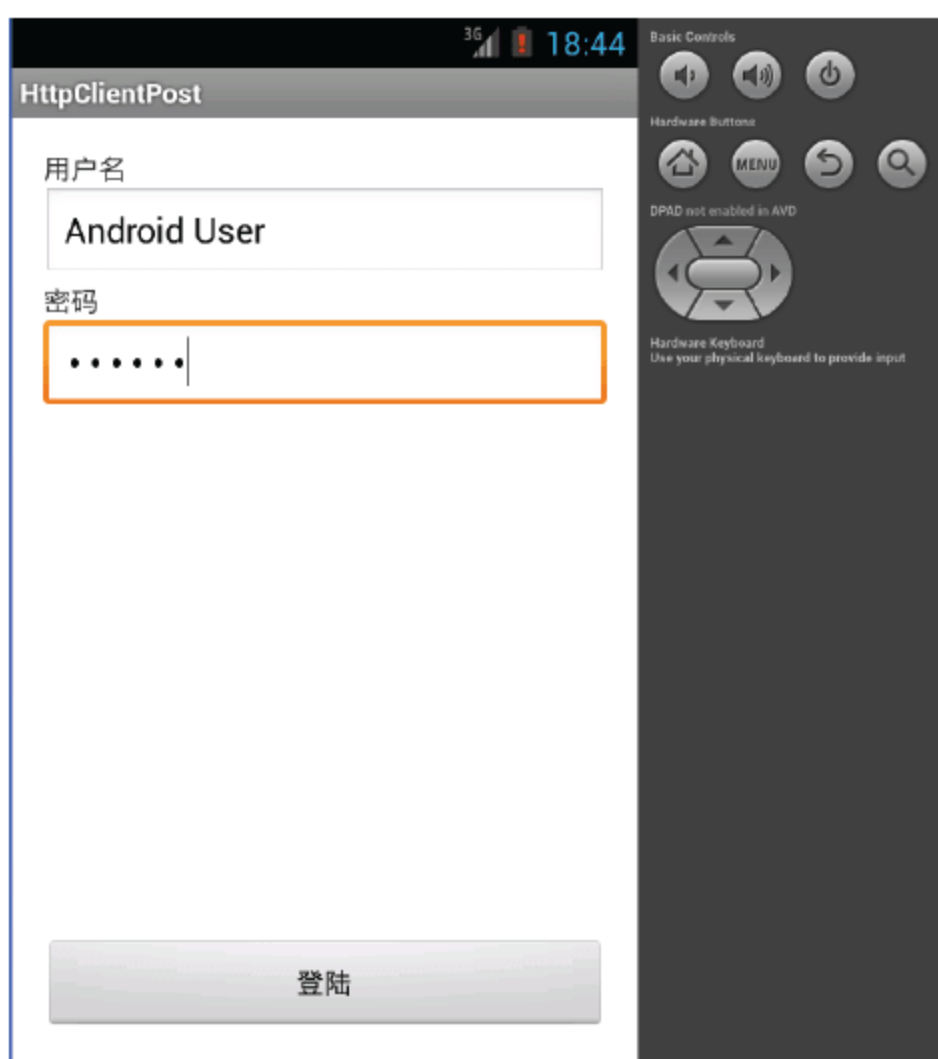 3G 18:44
HttpClientPost
用户名
Android User
密码
••••••
登陆
Basic Controls
Hardware Buttons
MENU
DPAD not enabled in AVD
Hardware Keyboard
Use your physical keyboard to provide input